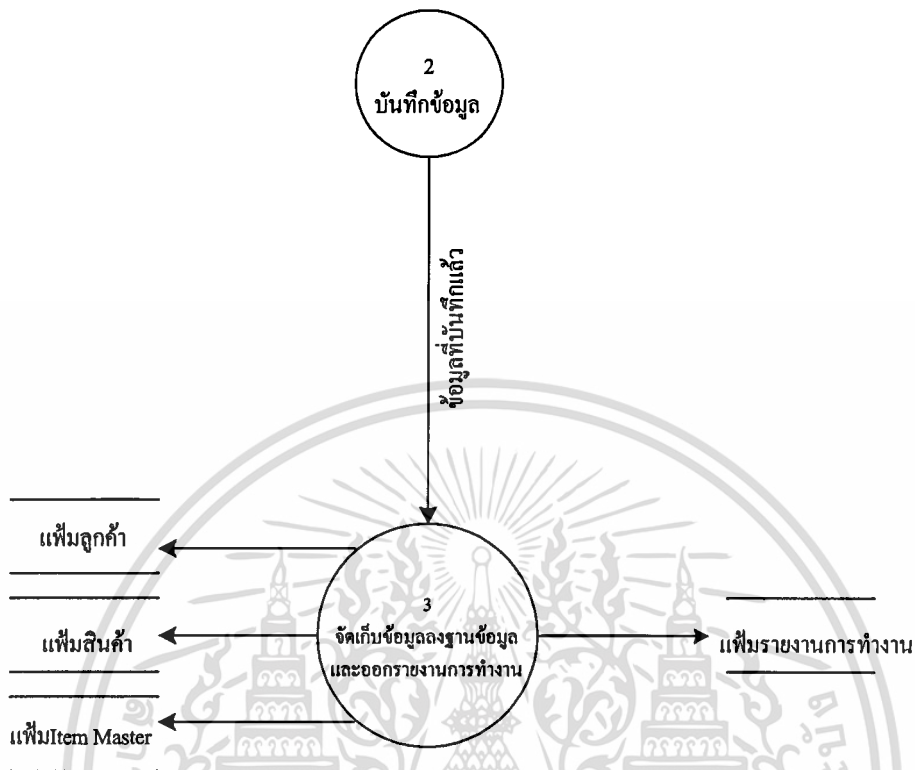 2
บันทึกข้อมูล
ข้อมูลที่บันทึกแล้ว
แฟ้มลูกค้า
3
จัดเก็บข้อมูลลงฐานข้อมูล
และออกรายงานการทำงาน
แฟ้มสินค้า
แฟ้มรายงานการทำงาน
แฟ้มItem Master